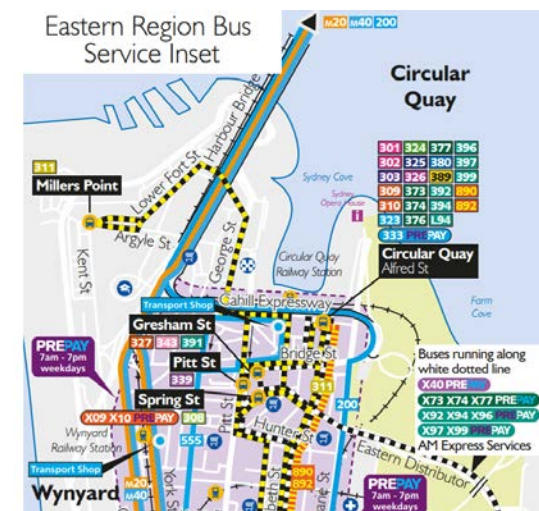 Eastern Region Bus
Service Inset
M20 M40 200
Circular
Quay
301 324 377 396
302 325 380 397
303 326 389 399
309 373 392 890
310 374 394 892
323 376 L94
333 PREPAY
Circular Quay
Alfred St
311
Millers Point
Lower Fort St
Harbour Bridge
Argyle St
Kent St
George St
Sydney Cove
Sydney
Opera House
Circular Quay
Railway Station
Farm
Cove
Transport Shop
Cahill Expressway
Gresham St
327 343 391
Bridge St
Pitt St
339
311
Spring St
X09 X10 PREPAY 308
PREPAY
7am - 7pm
weekdays
Buses running along
white dotted line
X40 PREPAY
X73 X74 X77 PREPAY
X92 X94 X96 PREPAY
X97 X99 PREPAY
AM Express Services
200
Pitt St
Hunter St
Eastern Distributor
Wynyard
Railway Station
555
Transport Shop
Wynyard
M20
M40
York St
890
892
PREPAY
7am - 7pm
weekdays